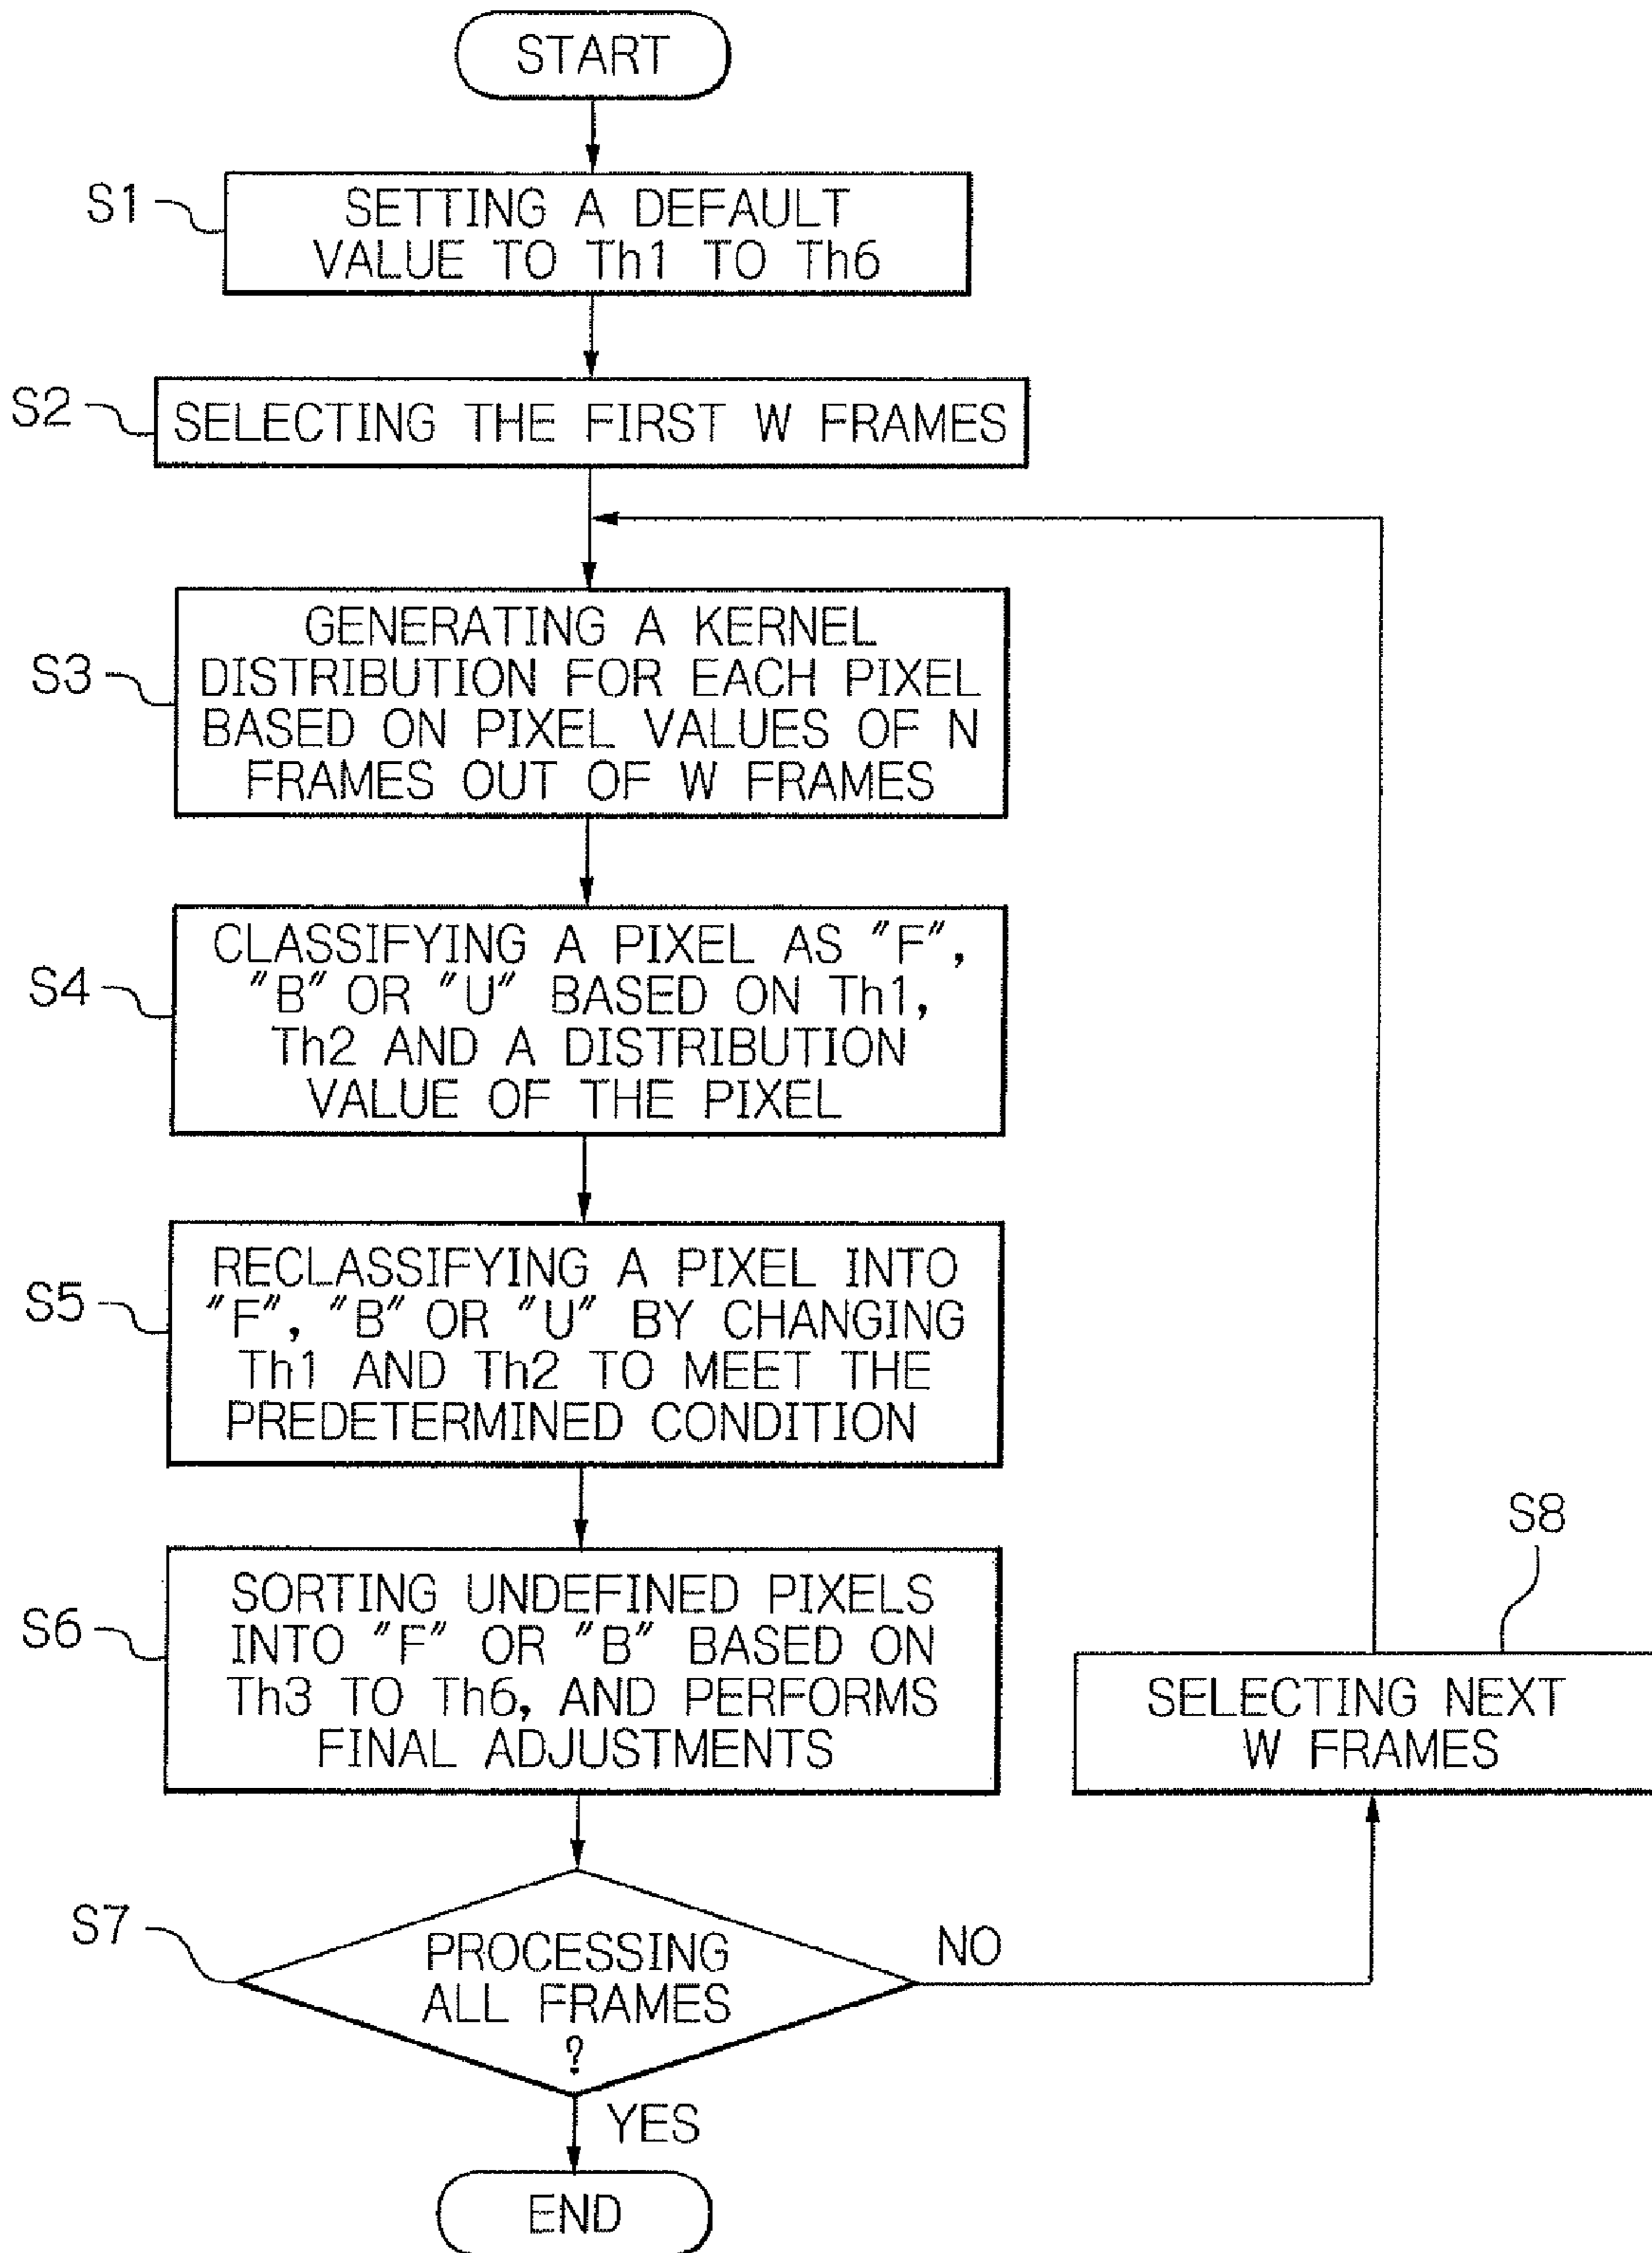 START
S1
SETTING A DEFAULT
VALUE TO Th1 TO Th6
S2
SELECTING THE FIRST W FRAMES
S3
GENERATING A KERNEL
DISTRIBUTION FOR EACH PIXEL
BASED ON PIXEL VALUES OF N
FRAMES OUT OF W FRAMES
S4
CLASSIFYING A PIXEL AS "F",
"B" OR "U" BASED ON Th1,
Th2 AND A DISTRIBUTION
VALUE OF THE PIXEL
S5
RECLASSIFYING A PIXEL INTO
"F", "B" OR "U" BY CHANGING
Th1 AND Th2 TO MEET THE
PREDETERMINED CONDITION
S6
SORTING UNDEFINED PIXELS
INTO "F" OR "B" BASED ON
Th3 TO Th6, AND PERFORMS
FINAL ADJUSTMENTS
S8
SELECTING NEXT
W FRAMES
S7
PROCESSING
ALL FRAMES
?
NO
YES
END